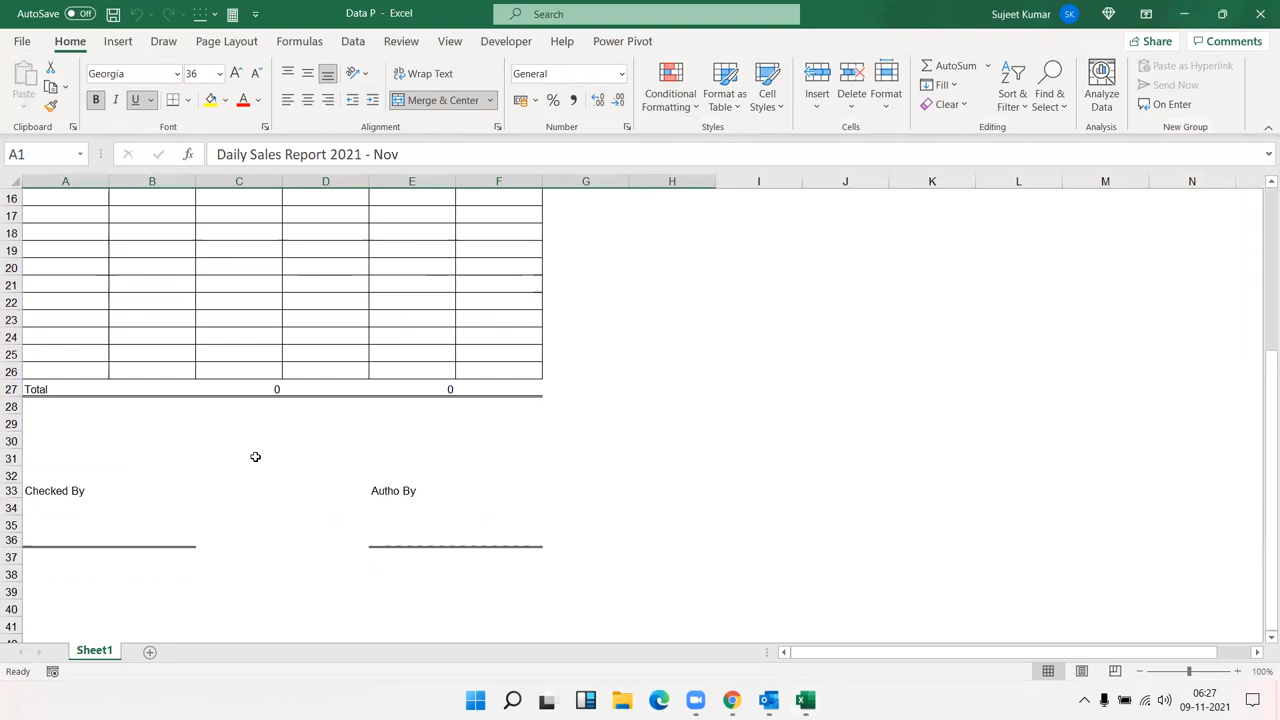 AutoSave Off Data P - Excel Search Sujeet Kumar SK
File Home Insert Draw Page Layout Formulas Data Review View Developer Help Power Pivot Share Comments
Paste Georgia 36 A A Wrap Text General Conditional Formatting Format as Table Cell Styles Insert Delete Format AutoSum Sort & Filter Find & Select Analyze Data Paste as Hyperlink
Fill Send Now
B I U A Merge & Center % Clear On Enter
Clipboard Font Alignment Number Styles Cells Editing Analysis New Group
A1 fx Daily Sales Report 2021 - Nov
A B C D E F G H I J K L M N
16
17
18
19
20
21
22
23
24
25
26
27 Total 0 0
28
29
30
31
32
33 Checked By Autho By
34
35
36
37
38
39
40
41
Sheet1
Ready 100%
06:27
09-11-2021